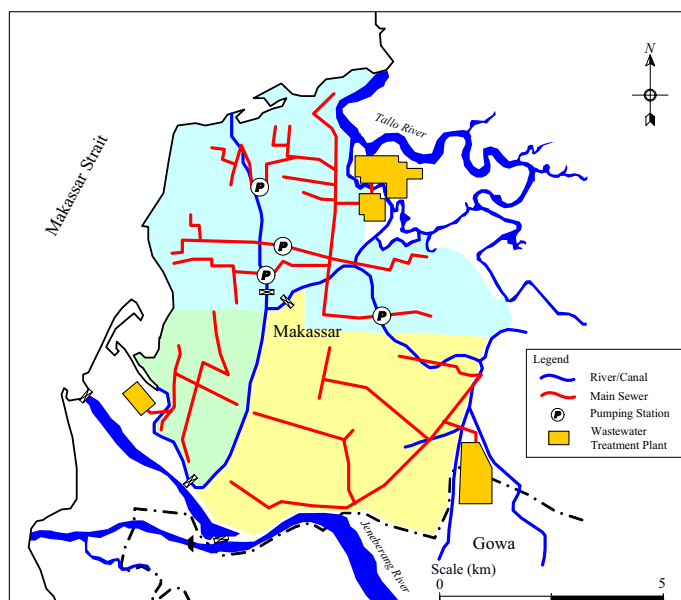 N
Tallo River
Makassar Strait
P
P
P
P
Makassar
Legend
River/Canal
Main Sewer
P Pumping Station
Wastewater
Treatment Plant
Jeneberang River
Gowa
Scale (km)
0 5